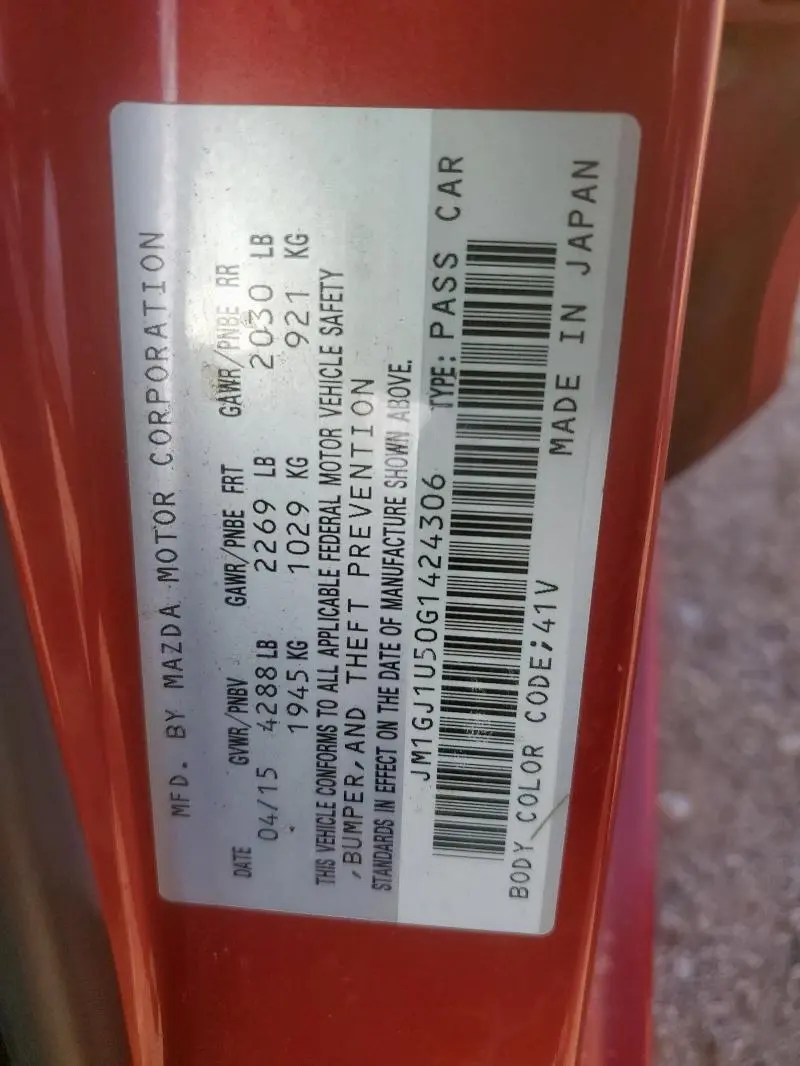 MFD. BY MAZDA MOTOR CORPORATION
DATE GVWR/PNBV GAWR/PNBE FRT GAWR/PNBE RR
04/15 4288 LB 2269 LB 2030 LB
1945 KG 1029 KG 921 KG
THIS VEHICLE CONFORMS TO ALL APPLICABLE FEDERAL MOTOR VEHICLE SAFETY
,BUMPER,AND THEFT PREVENTION
STANDARDS IN EFFECT ON THE DATE OF MANUFACTURE SHOWN ABOVE.
JM1GJ1U50G1424306 TYPE: PASS CAR
BODY COLOR CODE;41V MADE IN JAPAN